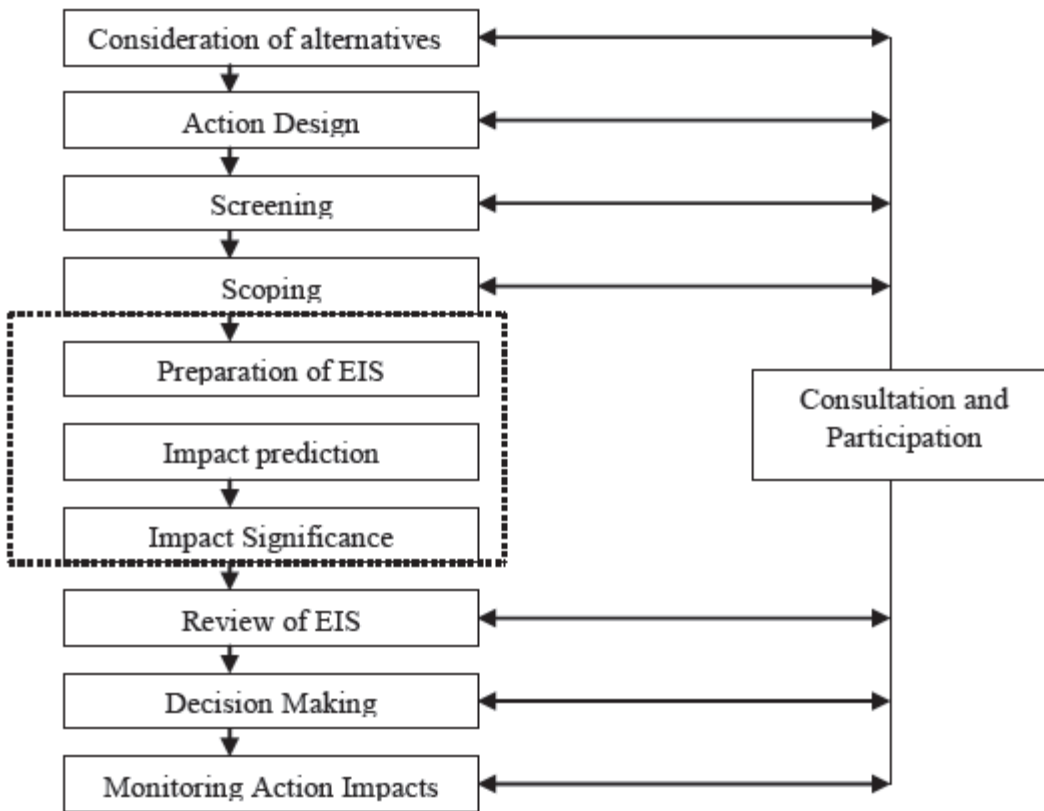 Consideration of alternatives
Action Design
Screening
Scoping
Preparation of EIS
Impact prediction
Impact Significance
Review of EIS
Decision Making
Monitoring Action Impacts
Consultation and
Participation